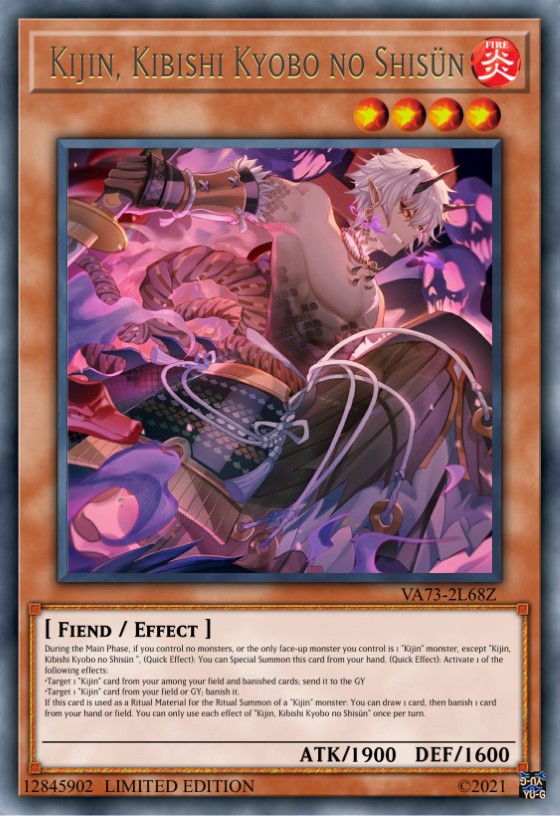 Kijin, Kibishi Kyobo no Shisün
FIRE
炎
VA73-2L68Z
[ Fiend / Effect ]
During the Main Phase, if you control no monsters, or the only face-up monster you control is 1 "Kijin" monster, except "Kijin,
Kibishi Kyobo no Shisün ", (Quick Effect): You can Special Summon this card from your hand. (Quick Effect): Activate 1 of the
following effects:
•Target 1 "Kijin" card from your among your field and banished cards; send it to the GY
•Target 1 "Kijin" card from your field or GY; banish it.
If this card is used as a Ritual Material for the Ritual Summon of a "Kijin" monster: You can draw 1 card, then banish 1 card
from your hand or field. You can only use each effect of "Kijin, Kibishi Kyobo no Shisün" once per turn.
ATK/1900 DEF/1600
12845902 LIMITED EDITION ©2021